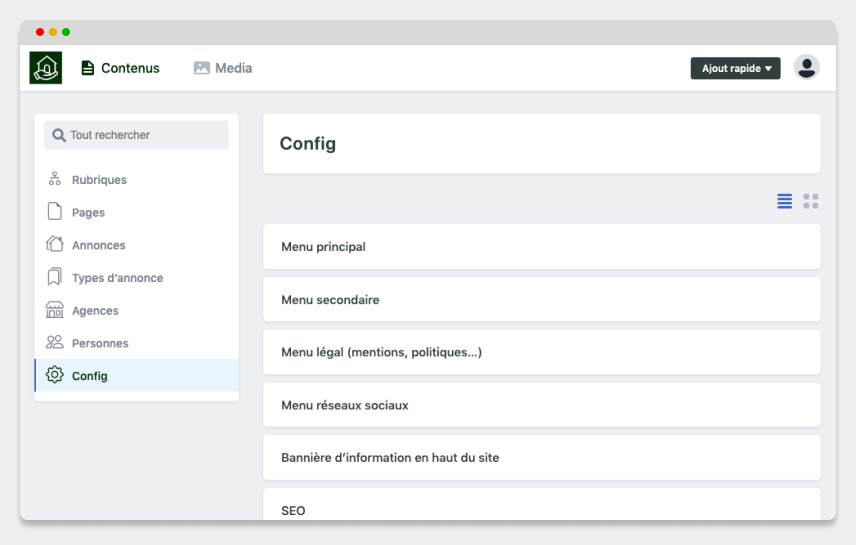 Contenus
Media
Ajout rapide
Tout rechercher
Rubriques
Pages
Annonces
Types d’annonce
Agences
Personnes
Config
Config
Menu principal
Menu secondaire
Menu légal (mentions, politiques...)
Menu réseaux sociaux
Bannière d’information en haut du site
SEO